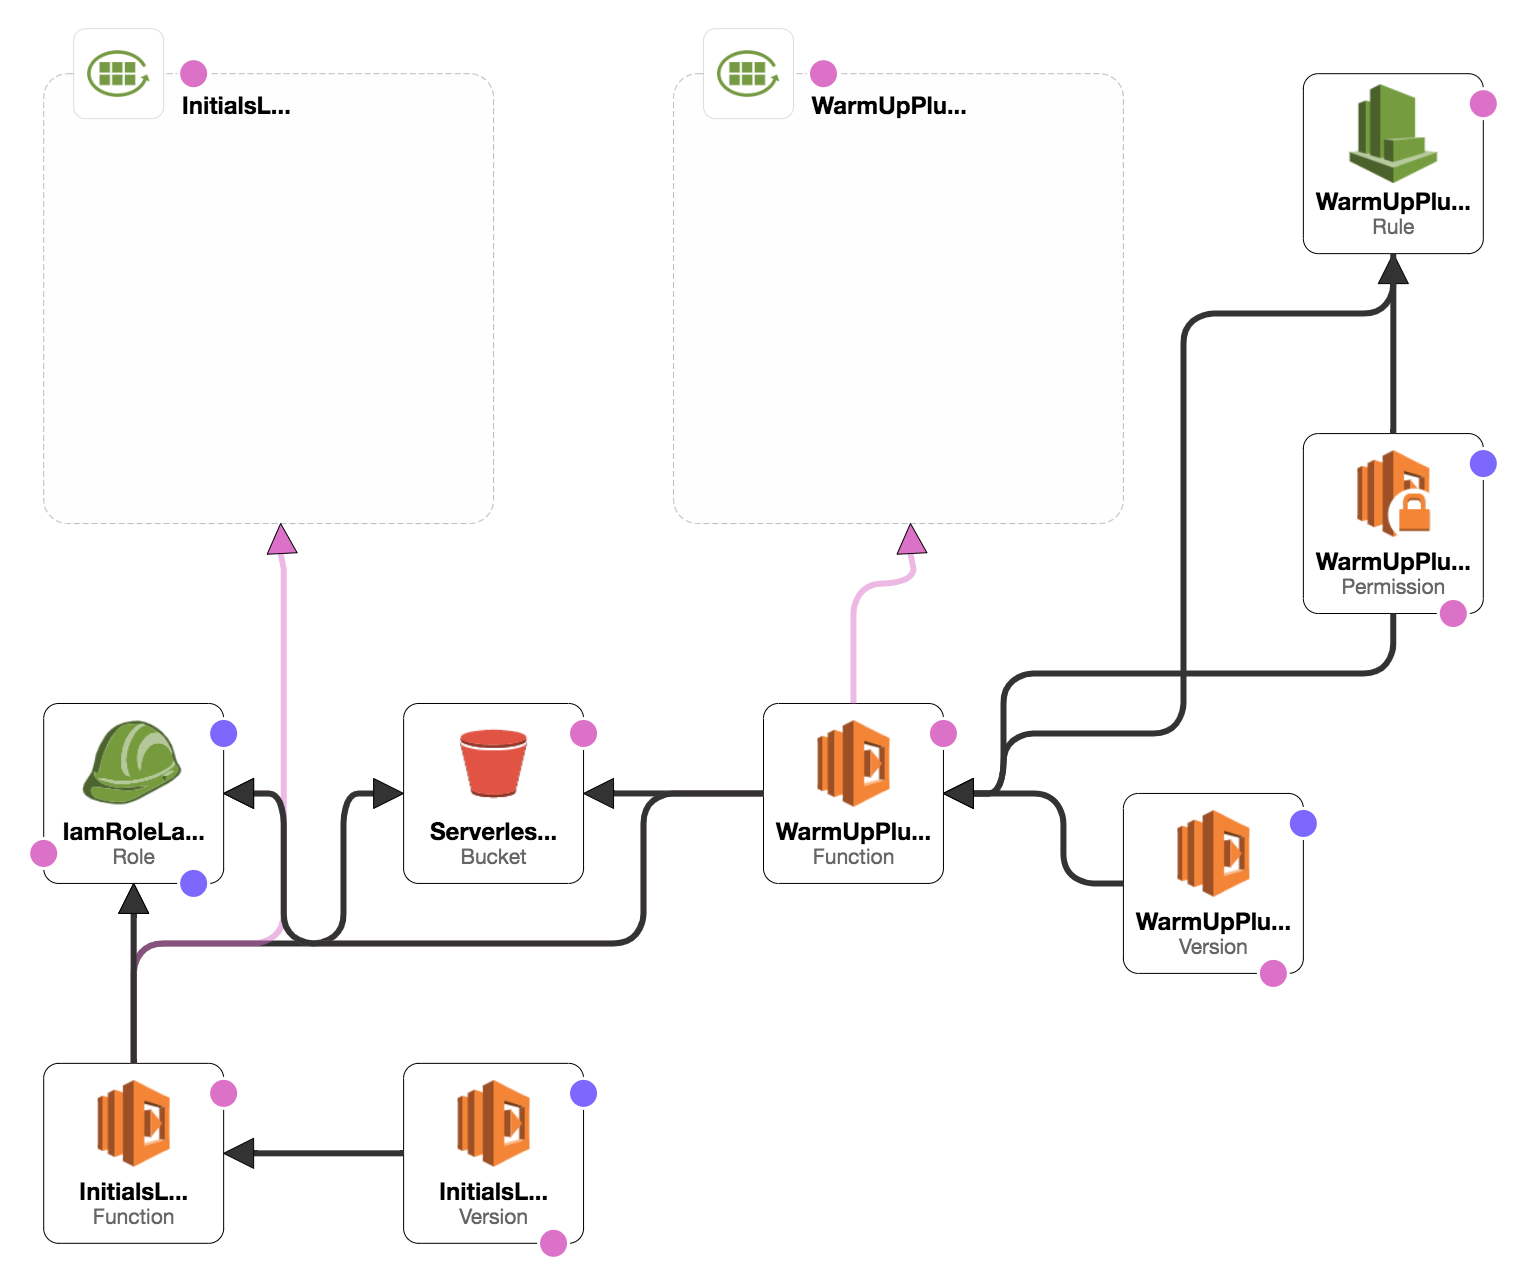 InitialsL...
WarmUpPlu...
WarmUpPlu...
Rule
WarmUpPlu...
Permission
IamRoleLa...
Role
Serverles...
Bucket
WarmUpPlu...
Function
WarmUpPlu...
Version
InitialsL...
Function
InitialsL...
Version